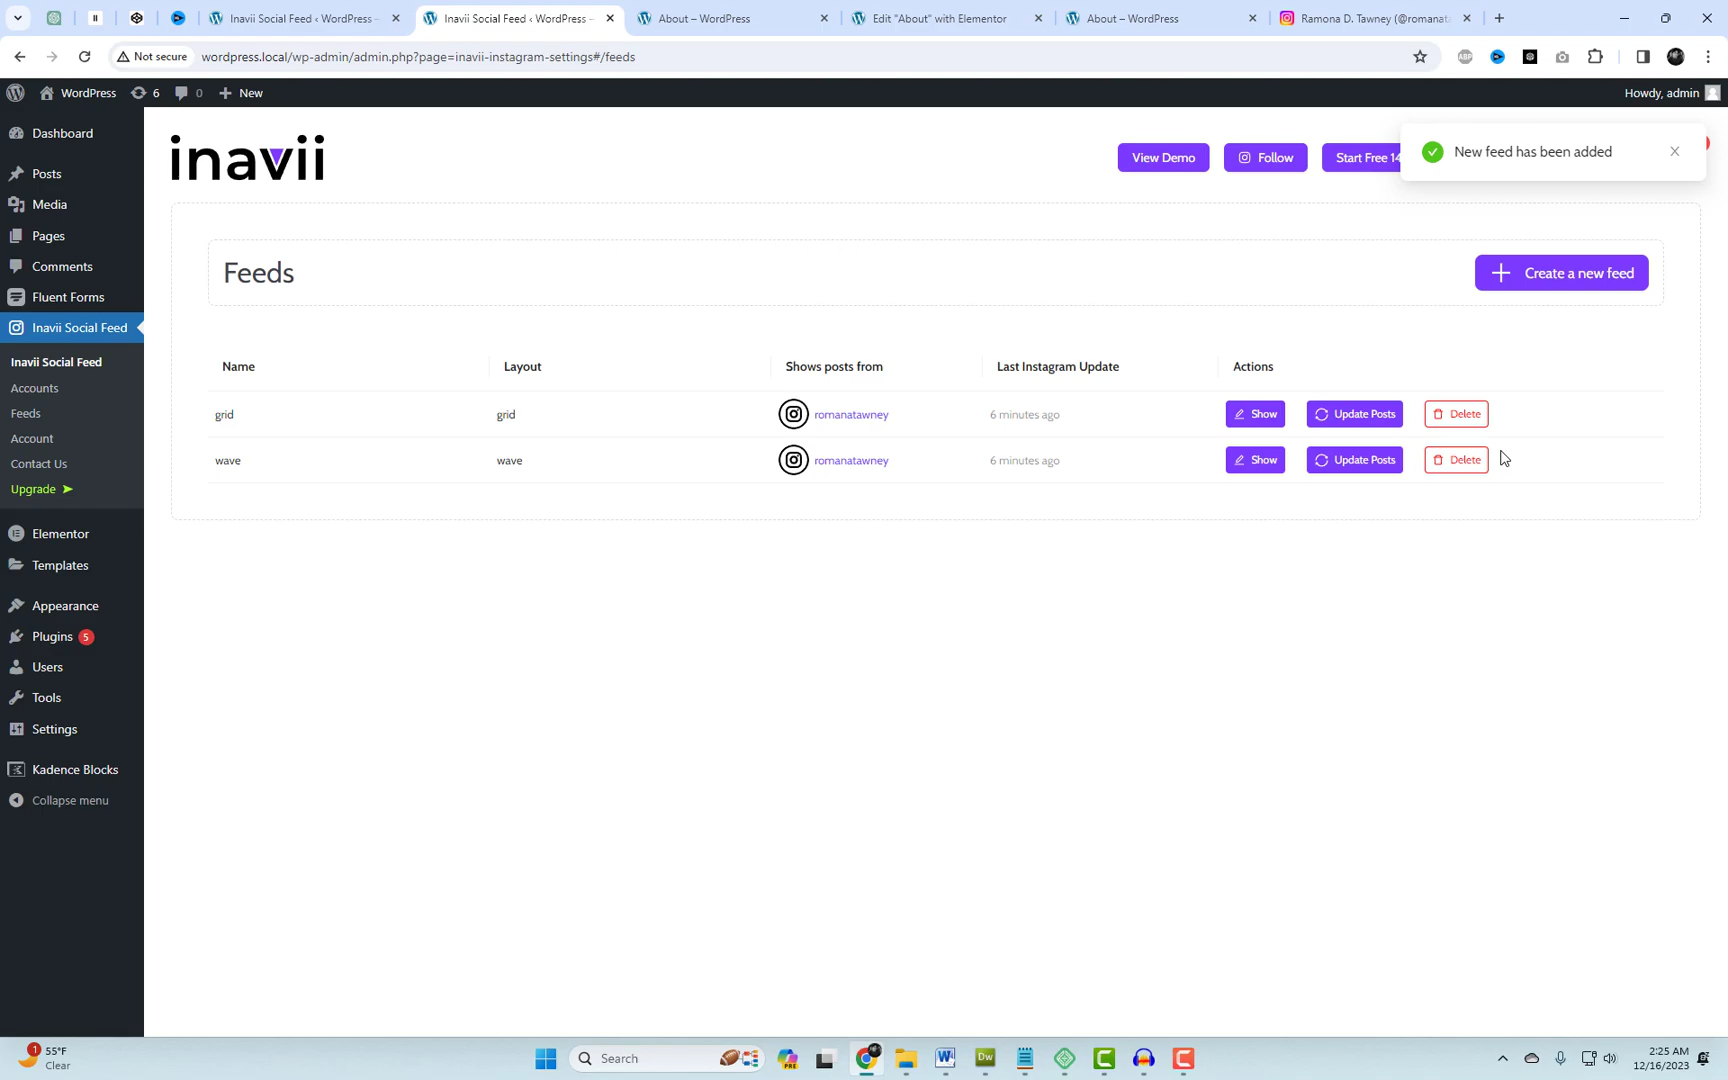 Inavii Social Feed ‹ WordPress –
Inavii Social Feed ‹ WordPress –
About – WordPress
Edit "About" with Elementor
About – WordPress
Ramona D. Tawney (@romanata
Not secure
wordpress.local/wp-admin/admin.php?page=inavii-instagram-settings#/feeds
ABP
WordPress
6
0
New
Howdy, admin
Dashboard
Posts
Media
Pages
Comments
Fluent Forms
Inavii Social Feed
Inavii Social Feed
Accounts
Feeds
Account
Contact Us
Upgrade ➤
Elementor
Templates
Appearance
Plugins 5
Users
Tools
Settings
Kadence Blocks
Collapse menu
inavii
View Demo
Follow
Start Free 14
New feed has been added
Feeds
Create a new feed
Name Layout Shows posts from Last Instagram Update Actions
grid grid romanatawney 6 minutes ago Show Update Posts Delete
wave wave romanatawney 6 minutes ago Show Update Posts Delete
1
55°F
Clear
Search
PRE
W
Dw
C
C
2:25 AM
12/16/2023